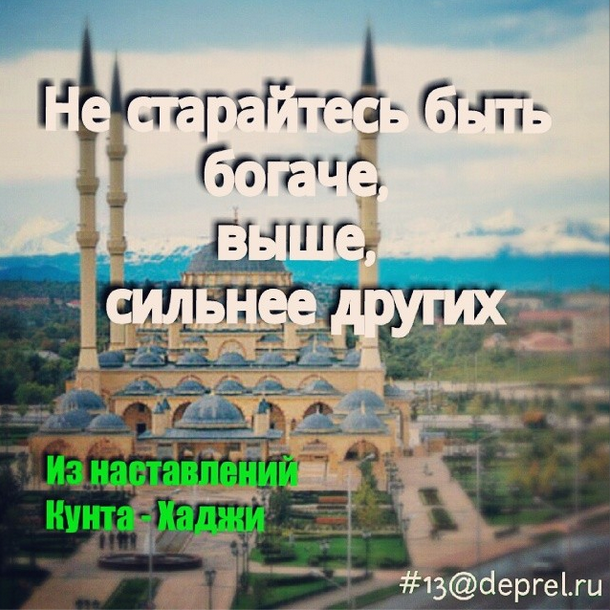 Не старайтесь быть
богаче,
выше,
сильнее других
Из наставлений
Кунта - Хаджи
#13@deprel.ru